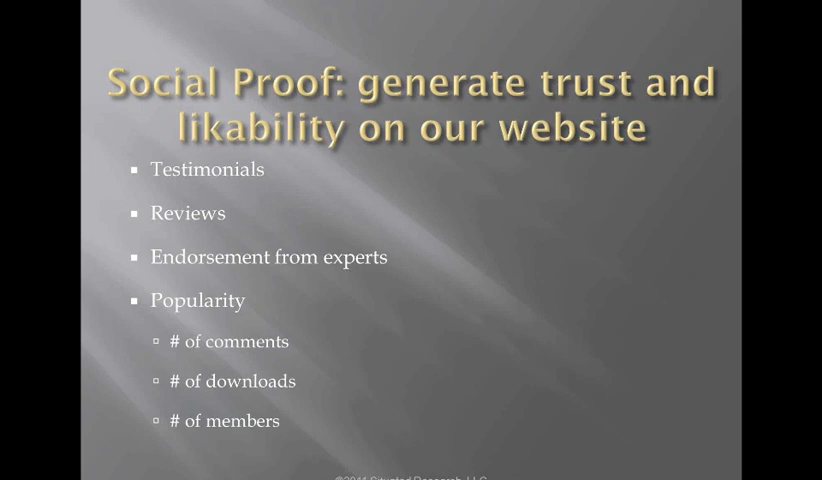 Social Proof: generate trust and
likability on our website
Testimonials
Reviews
Endorsement from experts
Popularity
# of comments
# of downloads
# of members